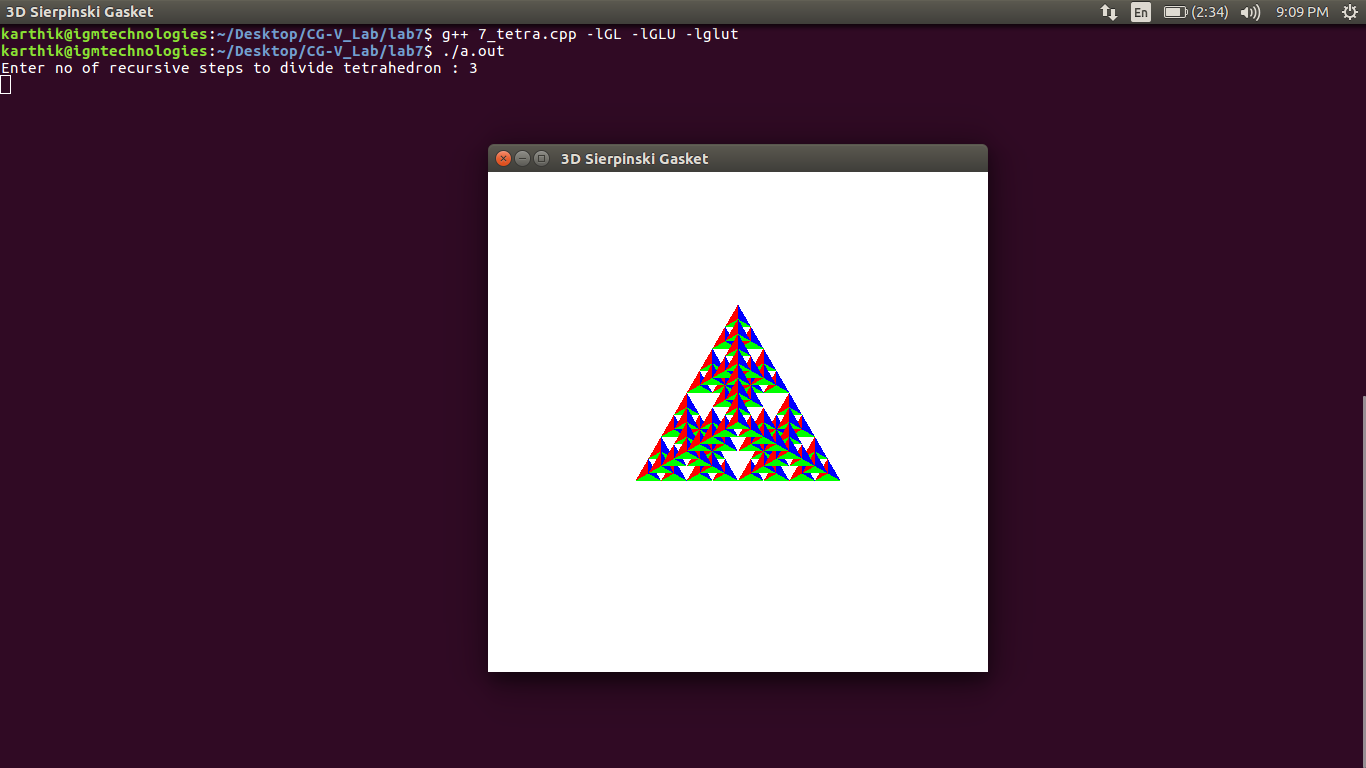 3D Sierpinski Gasket
En (2:34) 9:09 PM
karthik@igmtechnologies:~/Desktop/CG-V_Lab/lab7$ g++ 7_tetra.cpp -lGL -lGLU -lglut
karthik@igmtechnologies:~/Desktop/CG-V_Lab/lab7$ ./a.out
Enter no of recursive steps to divide tetrahedron : 3
3D Sierpinski Gasket